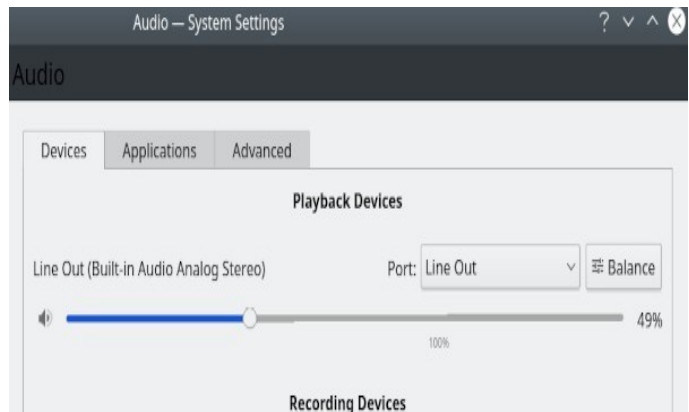 Audio — System Settings
Audio
Devices Applications Advanced
Playback Devices
Line Out (Built-in Audio Analog Stereo) Port: Line Out Balance
49%
100%
Recording Devices